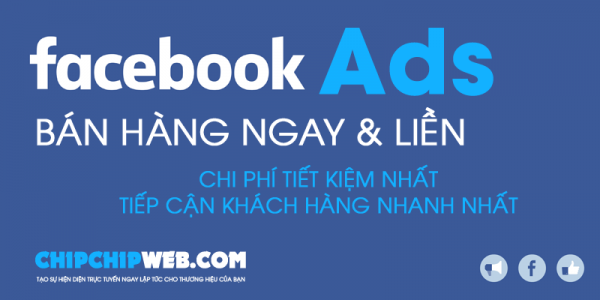 facebook Ads
BÁN HÀNG NGAY & LIỀN
CHI PHÍ TIẾT KIỆM NHẤT
TIẾP CẬN KHÁCH HÀNG NHANH NHẤT
CHIPCHIPWEB.COM
TẠO SỰ HIỆN DIỆN TRỰC TUYẾN NGAY LẬP TỨC CHO THƯƠNG HIỆU CỦA BẠN